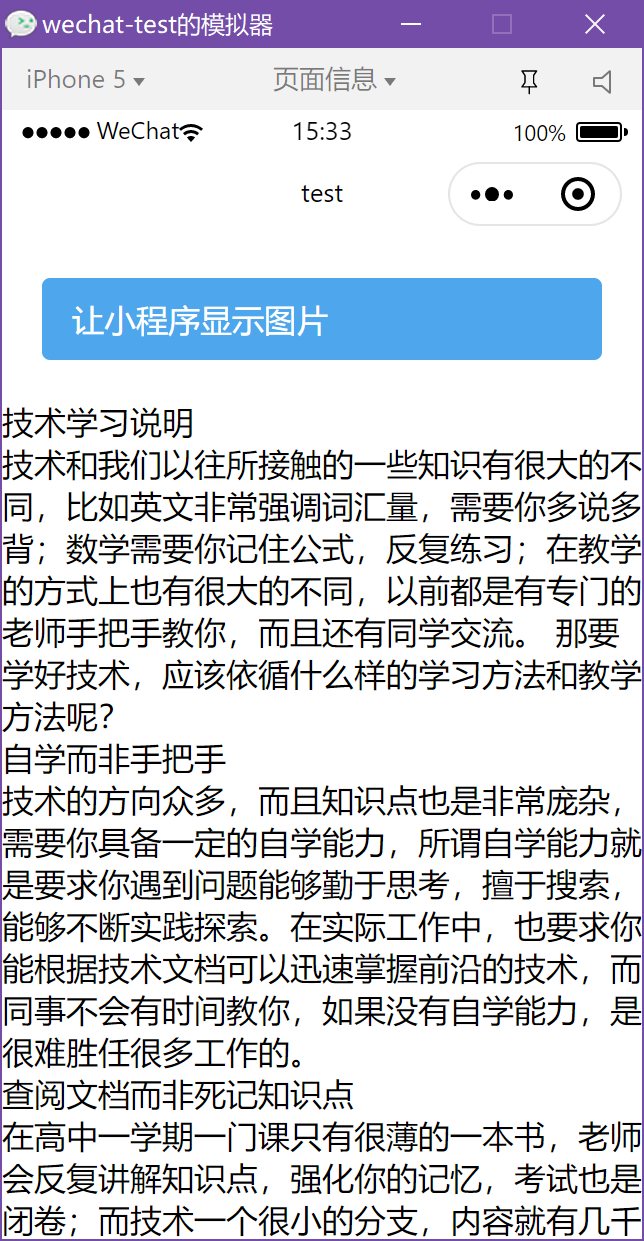 wechat-test的模拟器
iPhone 5
页面信息
WeChat
15:33
100%
test
让小程序显示图片
技术学习说明
技术和我们以往所接触的一些知识有很大的不
同，比如英文非常强调词汇量，需要你多说多
背；数学需要你记住公式，反复练习；在教学
的方式上也有很大的不同，以前都是有专门的
老师手把手教你，而且还有同学交流。 那要
学好技术，应该依循什么样的学习方法和教学
方法呢？
自学而非手把手
技术的方向众多，而且知识点也是非常庞杂，
需要你具备一定的自学能力，所谓自学能力就
是要求你遇到问题能够勤于思考，擅于搜索，
能够不断实践探索。在实际工作中，也要求你
能根据技术文档可以迅速掌握前沿的技术，而
同事不会有时间教你，如果没有自学能力，是
很难胜任很多工作的。
查阅文档而非死记知识点
在高中一学期一门课只有很薄的一本书，老师
会反复讲解知识点，强化你的记忆，考试也是
闭卷；而技术一个很小的分支，内容就有几千